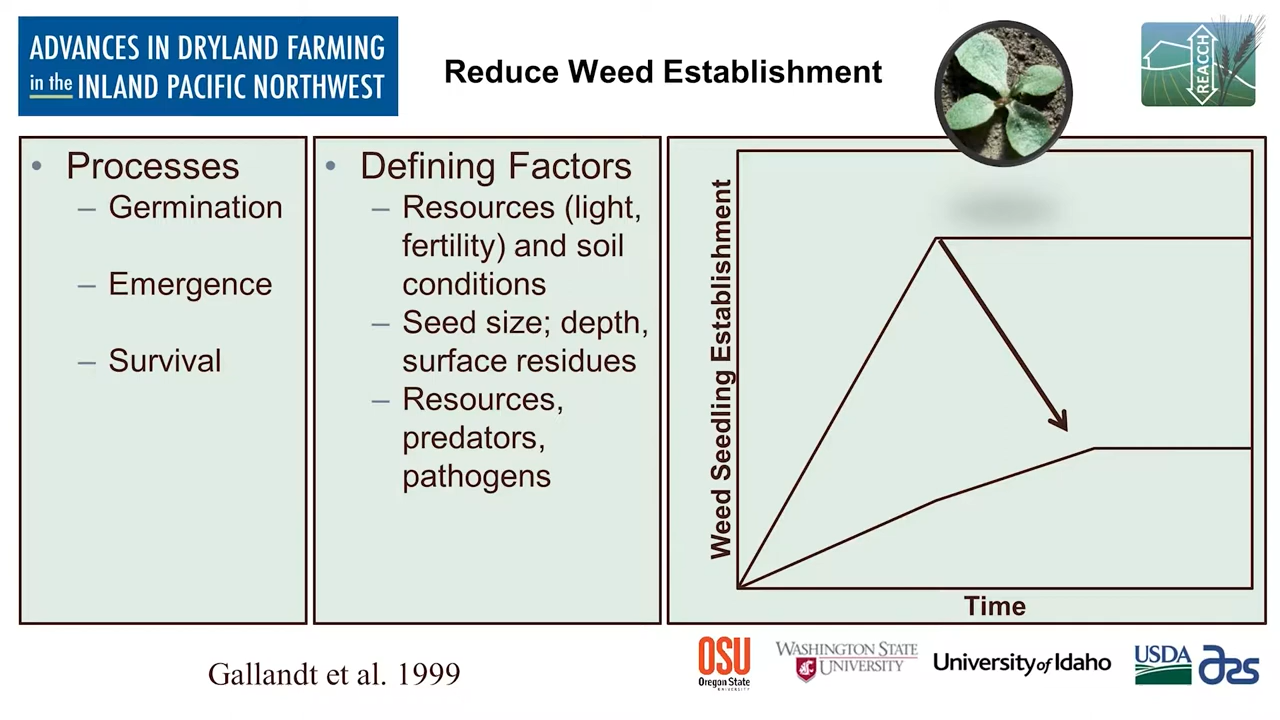 ADVANCES IN DRYLAND FARMING
in the INLAND PACIFIC NORTHWEST
Reduce Weed Establishment
REACCH
• Processes
– Germination
– Emergence
– Survival
• Defining Factors
– Resources (light,
fertility) and soil
conditions
– Seed size; depth,
surface residues
– Resources,
predators,
pathogens
Weed Seedling Establishment
Time
Gallandt et al. 1999
OSU
Oregon State
UNIVERSITY
WASHINGTON STATE
UNIVERSITY
University of Idaho
USDA
ars